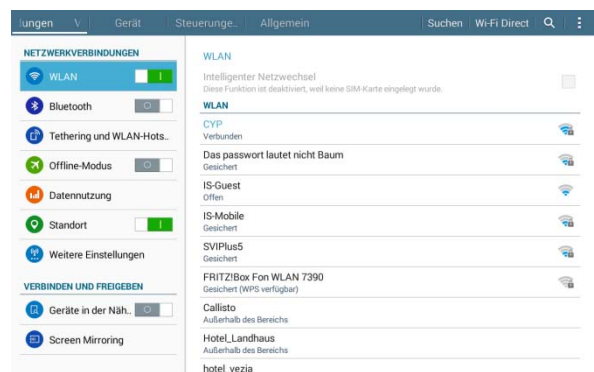 lungen V Gerät Steuerunge.. Allgemein Suchen Wi-Fi Direct
NETZWERKVERBINDUNGEN
WLAN
Bluetooth
Tethering und WLAN-Hots..
Offline-Modus
Datennutzung
Standort
Weitere Einstellungen
VERBINDEN UND FREIGEBEN
Geräte in der Näh..
Screen Mirroring
WLAN
Intelligenter Netzwechsel
Diese Funktion ist deaktiviert, weil keine SIM-Karte eingelegt wurde.
WLAN
CYP
Verbunden
Das passwort lautet nicht Baum
Gesichert
IS-Guest
Offen
IS-Mobile
Gesichert
SVIPlus5
Gesichert
FRITZ!Box Fon WLAN 7390
Gesichert (WPS verfügbar)
Callisto
Außerhalb des Bereichs
Hotel_Landhaus
Außerhalb des Bereichs
hotel vezia